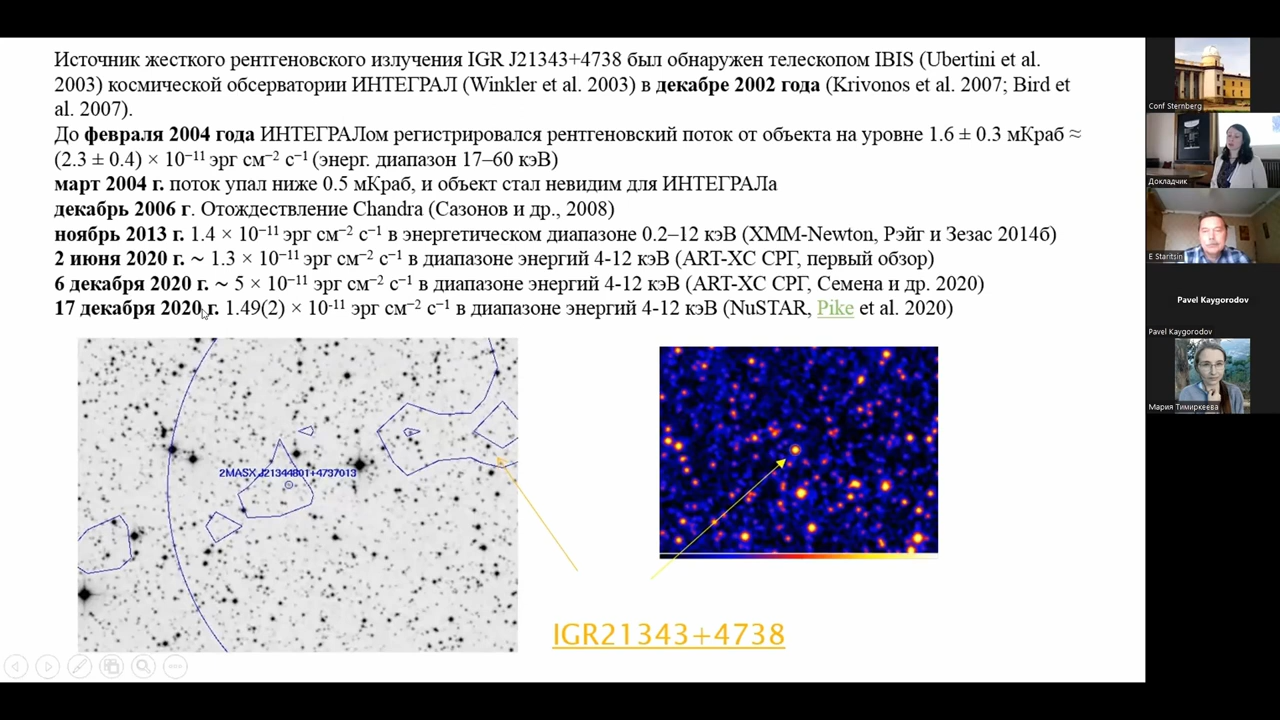 Источник жесткого рентгеновского излучения IGR J21343+4738 был обнаружен телескопом IBIS (Ubertini et al.
2003) космической обсерватории ИНТЕГРАЛ (Winkler et al. 2003) в декабре 2002 года (Krivonos et al. 2007; Bird et
al. 2007).
До февраля 2004 года ИНТЕГРАЛом регистрировался рентгеновский поток от объекта на уровне 1.6 ± 0.3 мКраб ≈
(2.3 ± 0.4) × 10⁻¹¹ эрг см⁻² с⁻¹ (энерг. диапазон 17–60 кэВ)
март 2004 г. поток упал ниже 0.5 мКраб, и объект стал невидим для ИНТЕГРАЛа
декабрь 2006 г. Отождествление Chandra (Сазонов и др., 2008)
ноябрь 2013 г. 1.4 × 10⁻¹¹ эрг см⁻² с⁻¹ в энергетическом диапазоне 0.2–12 кэВ (XMM-Newton, Рэйг и Зезас 2014б)
2 июня 2020 г. ~ 1.3 × 10⁻¹¹ эрг см⁻² с⁻¹ в диапазоне энергий 4-12 кэВ (ART-XC СРГ, первый обзор)
6 декабря 2020 г. ~ 5 × 10⁻¹¹ эрг см⁻² с⁻¹ в диапазоне энергий 4-12 кэВ (ART-XC СРГ, Семена и др. 2020)
17 декабря 2020 г. 1.49(2) × 10⁻¹¹ эрг см⁻² с⁻¹ в диапазоне энергий 4-12 кэВ (NuSTAR, Pike et al. 2020)
2MASX J21344801+4737013
IGR21343+4738
Conf Sternberg
Докладчик
E Staritsin
Pavel Kaygorodov
Pavel Kaygorodov
Мария Тимиркеева